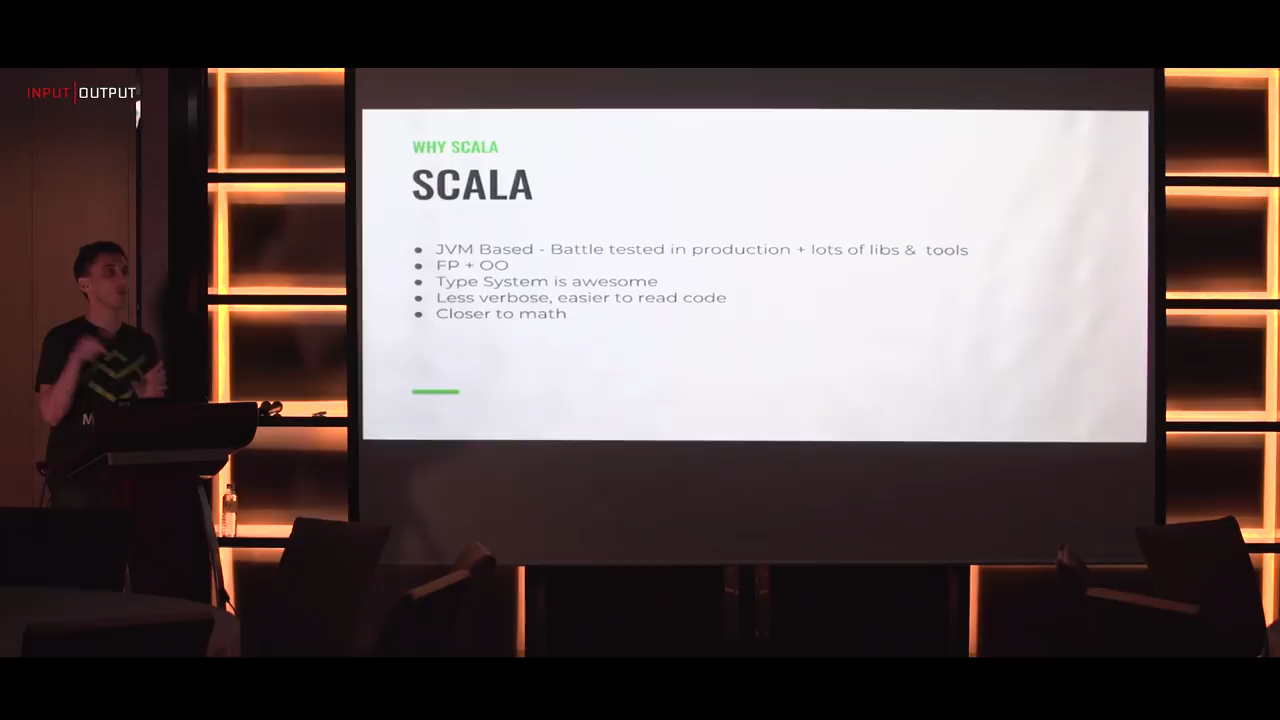 INPUT|OUTPUT
WHY SCALA
SCALA
● JVM Based - Battle tested in production + lots of libs & tools
● FP + OO
● Type System is awesome
● Less verbose, easier to read code
● Closer to math